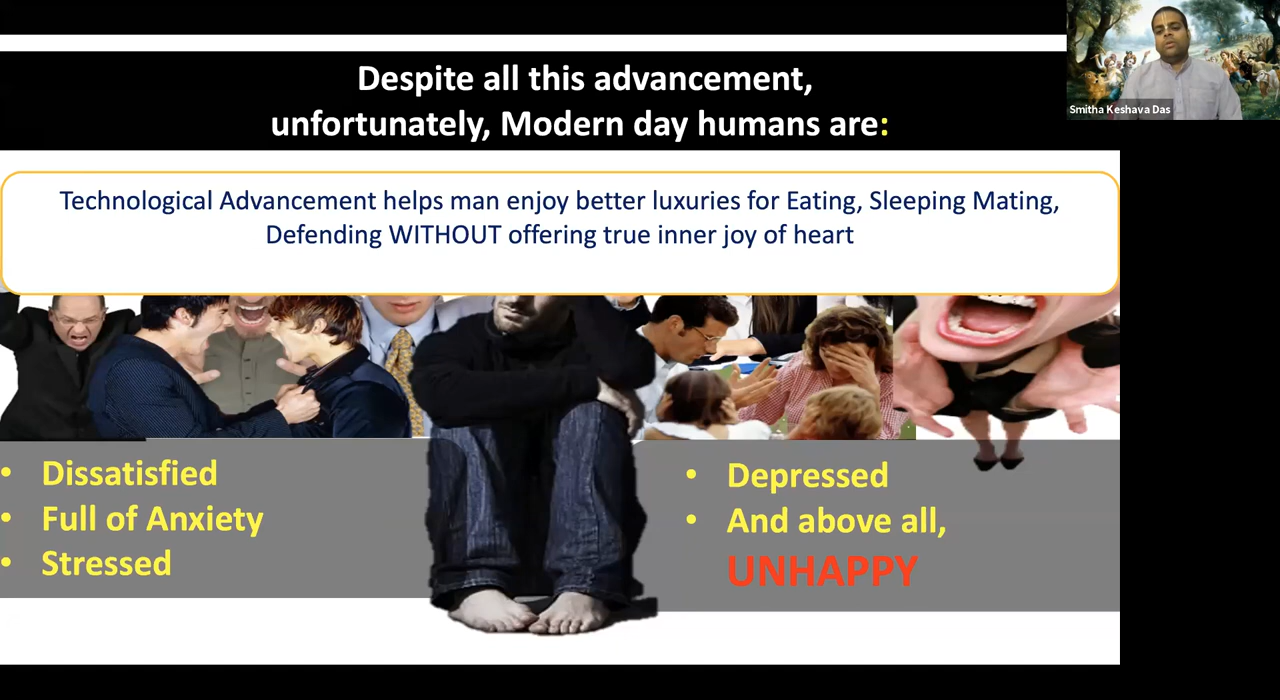 Despite all this advancement,
unfortunately, Modern day humans are:
Smitha Keshava Das
Technological Advancement helps man enjoy better luxuries for Eating, Sleeping Mating,
Defending WITHOUT offering true inner joy of heart
• Dissatisfied
• Full of Anxiety
• Stressed
• Depressed
• And above all,
UNHAPPY